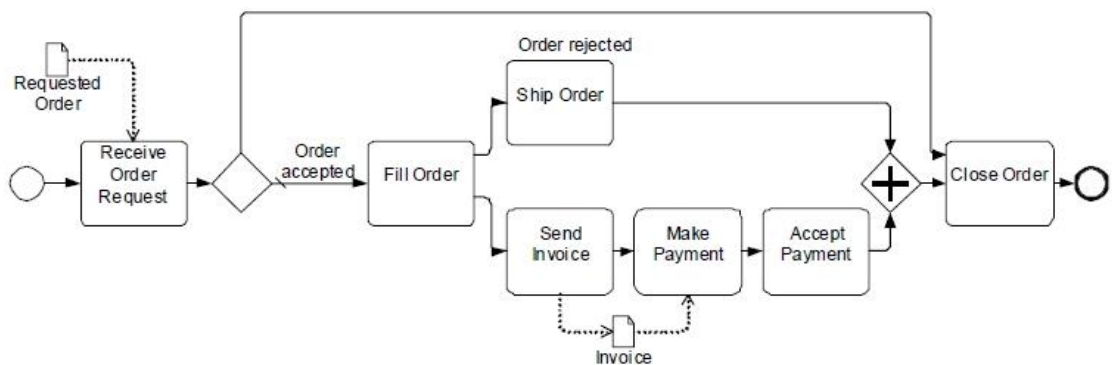 Order rejected
Requested
Order
Ship Order
Receive
Order
Request
Order
accepted
Fill Order
Close Order
Send
Invoice
Make
Payment
Accept
Payment
Invoice